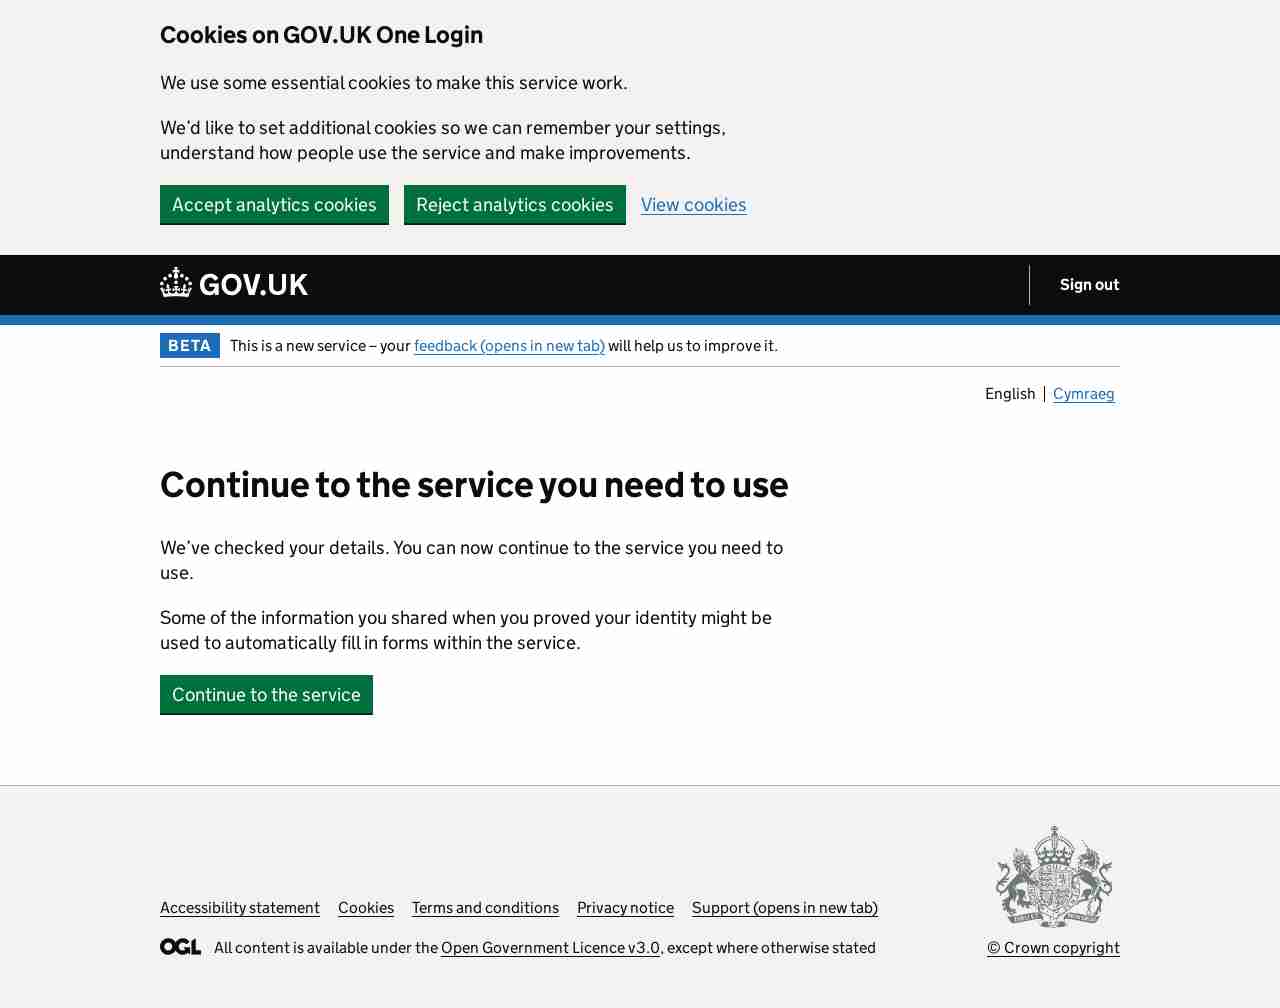 Cookies on GOV.UK One Login
We use some essential cookies to make this service work.
We’d like to set additional cookies so we can remember your settings,
understand how people use the service and make improvements.
Accept analytics cookies Reject analytics cookies View cookies
GOV.UK Sign out
BETA This is a new service – your feedback (opens in new tab) will help us to improve it.
English Cymraeg
Continue to the service you need to use
We’ve checked your details. You can now continue to the service you need to
use.
Some of the information you shared when you proved your identity might be
used to automatically fill in forms within the service.
Continue to the service
Accessibility statement Cookies Terms and conditions Privacy notice Support (opens in new tab)
OGL All content is available under the Open Government Licence v3.0, except where otherwise stated
© Crown copyright